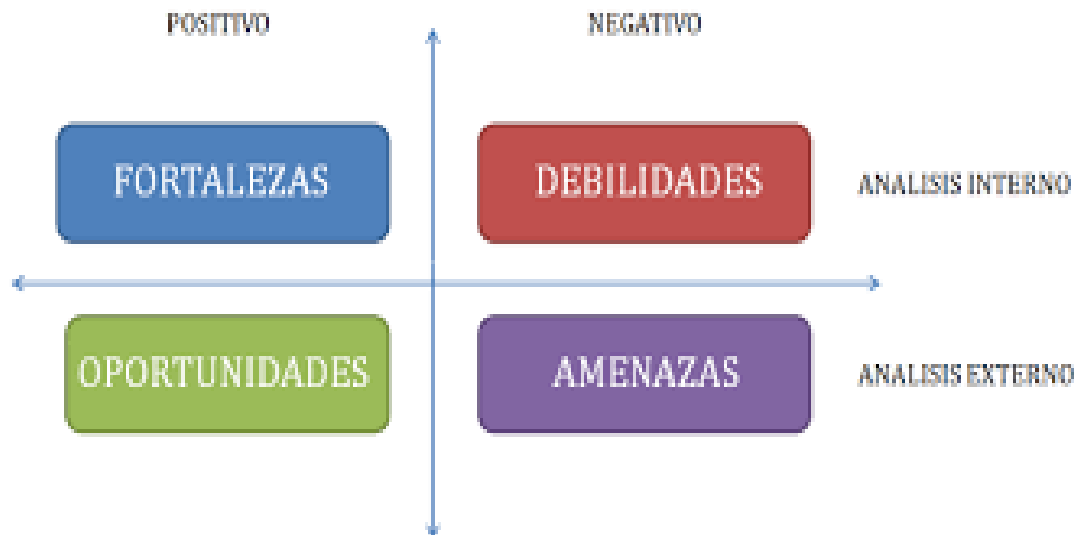 POSITIVO NEGATIVO
FORTALEZAS DEBILIDADES ANALISIS INTERNO
OPORTUNIDADES AMENAZAS ANALISIS EXTERNO